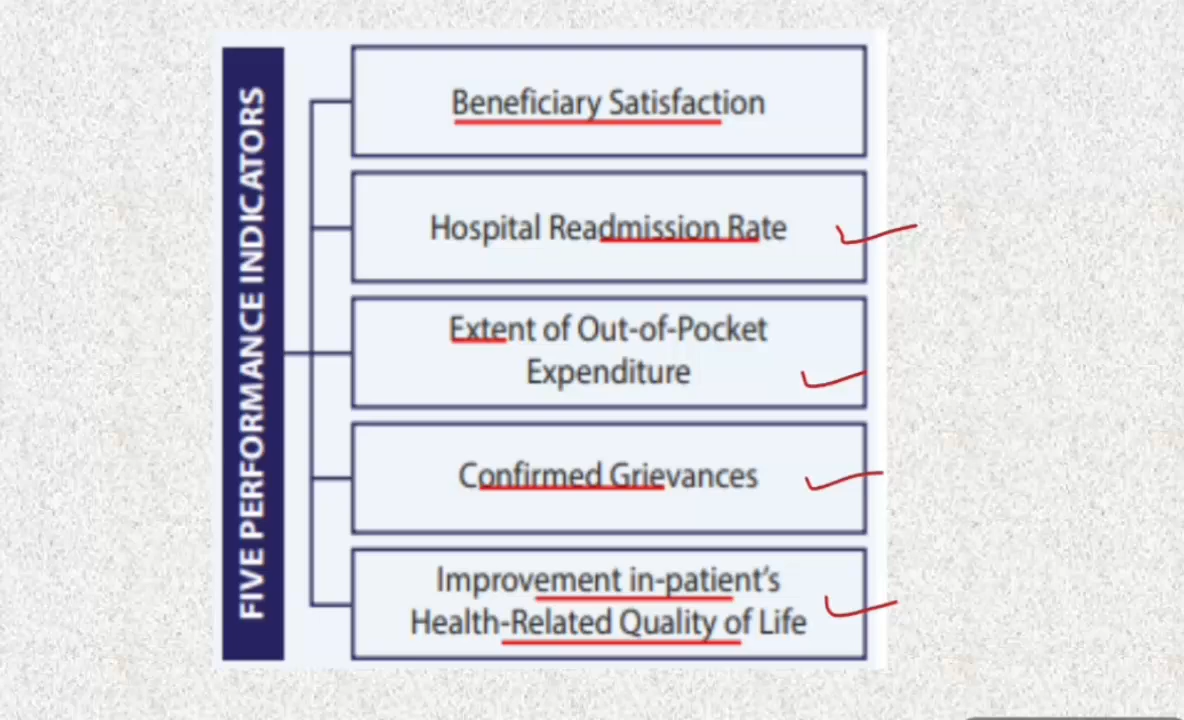 FIVE PERFORMANCE INDICATORS
Beneficiary Satisfaction
Hospital Readmission Rate
Extent of Out-of-Pocket
Expenditure
Confirmed Grievances
Improvement in-patient's
Health-Related Quality of Life